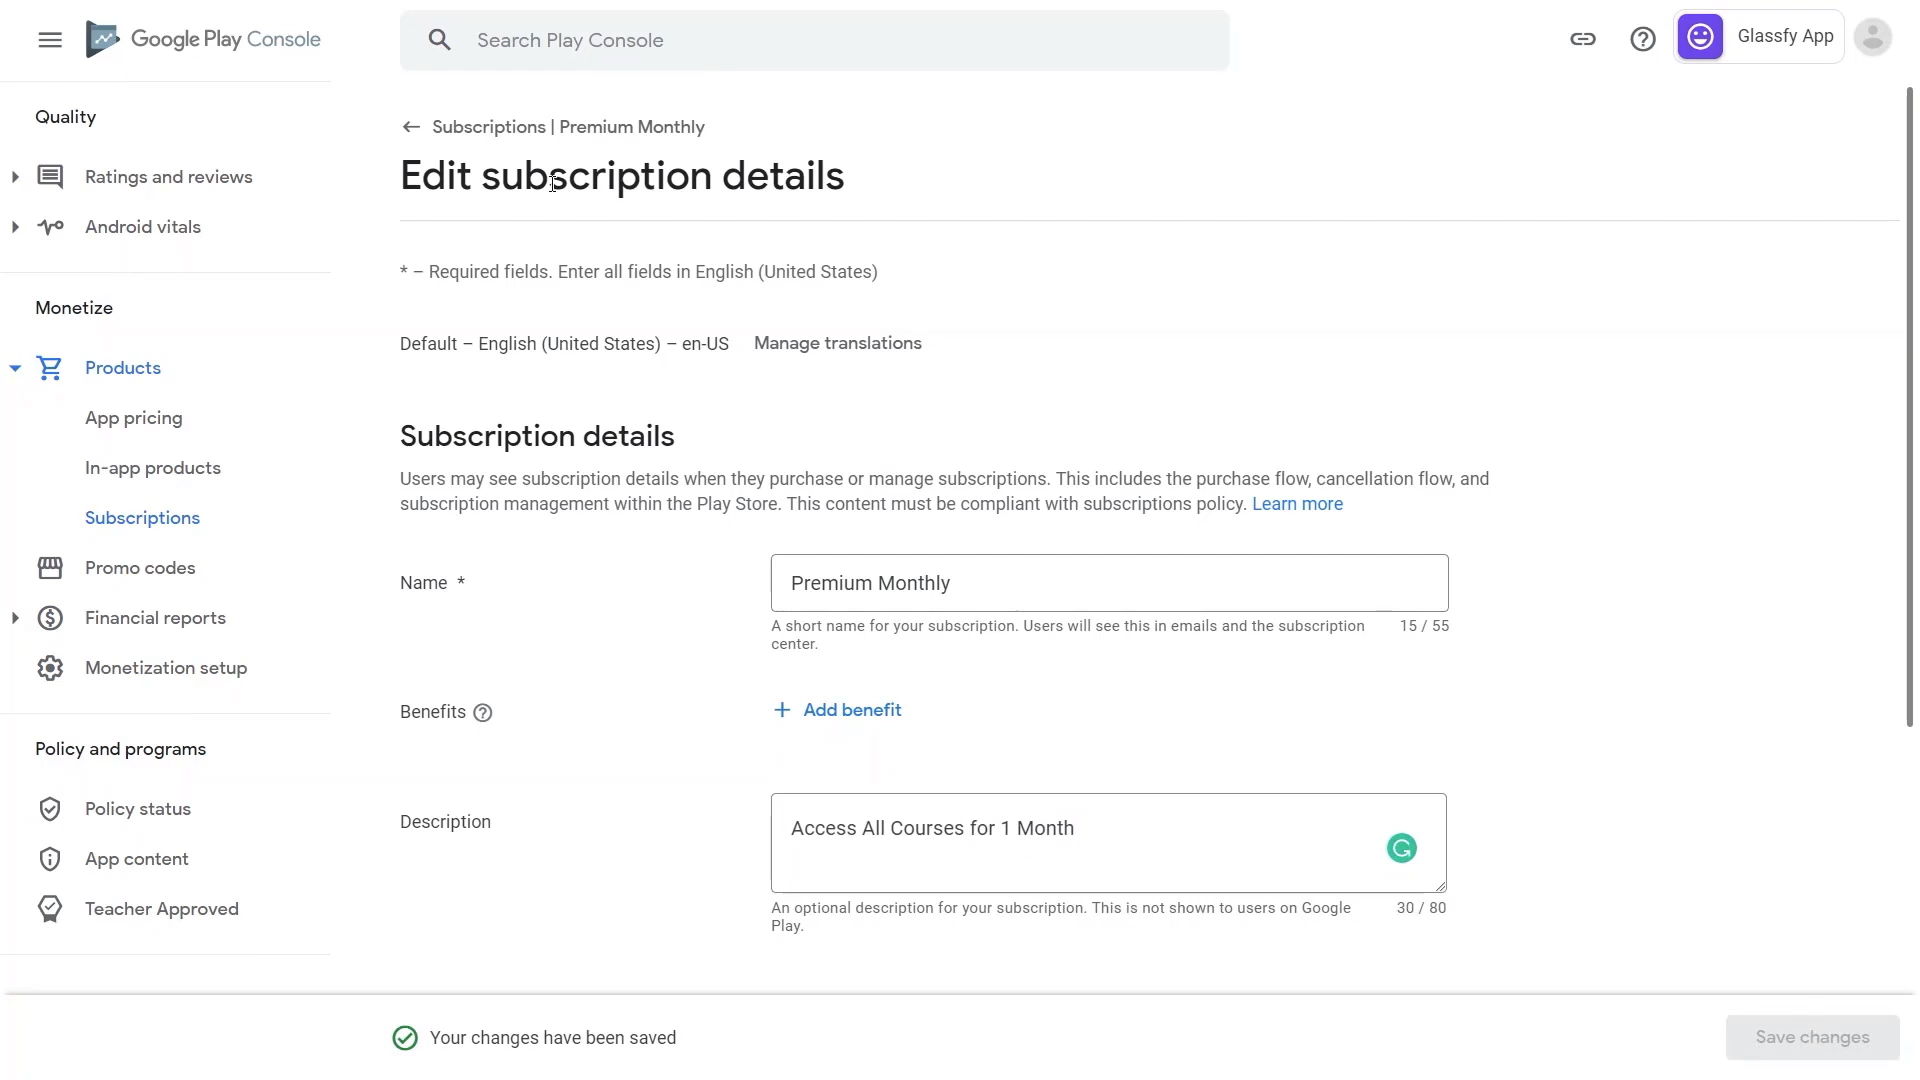 Google Play Console
Search Play Console
Glassfy App
Quality
Ratings and reviews
Android vitals
Monetize
Products
App pricing
In-app products
Subscriptions
Promo codes
Financial reports
Monetization setup
Policy and programs
Policy status
App content
Teacher Approved
Subscriptions | Premium Monthly
Edit subscription details
* – Required fields. Enter all fields in English (United States)
Default – English (United States) – en-US Manage translations
Subscription details
Users may see subscription details when they purchase or manage subscriptions. This includes the purchase flow, cancellation flow, and
subscription management within the Play Store. This content must be compliant with subscriptions policy. Learn more
Name *
Premium Monthly
A short name for your subscription. Users will see this in emails and the subscription 15 / 55
center.
Benefits
+ Add benefit
Description
Access All Courses for 1 Month
An optional description for your subscription. This is not shown to users on Google 30 / 80
Play.
Your changes have been saved
Save changes